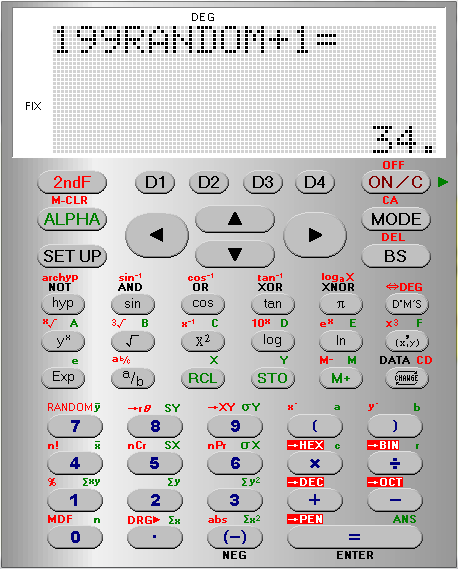 DEG
199RANDOM+1=
FIX
34.
OFF
2ndF D1 D2 D3 D4 ON/C
M-CLR CA
ALPHA ◀ ▲ ▶ MODE
DEL
SET UP ▼ BS
archyp sin⁻¹ cos⁻¹ tan⁻¹ logₐX ⇔DEG
NOT AND OR XOR XNOR
hyp sin cos tan π D°M'S
ˣ√ A ³√ B x⁻¹ C 10ˣ D eˣ E x³ F
yˣ √ X² log ln (x,y)
e aᵇ/c X Y M- M DATA CD
Exp a/b RCL STO M+ CHANGE
RANDOM ȳ →rθ SY →XY σY x' a y' b
7 8 9 ( )
n! x̄ nCr SX nPr σX →HEX c →BIN r
4 5 6 × ÷
% Σxy Σy Σy² →DEC →OCT
1 2 3 + −
MDF n DRG▶ Σx abs Σx² →PEN ANS
0 · (−) =
NEG ENTER